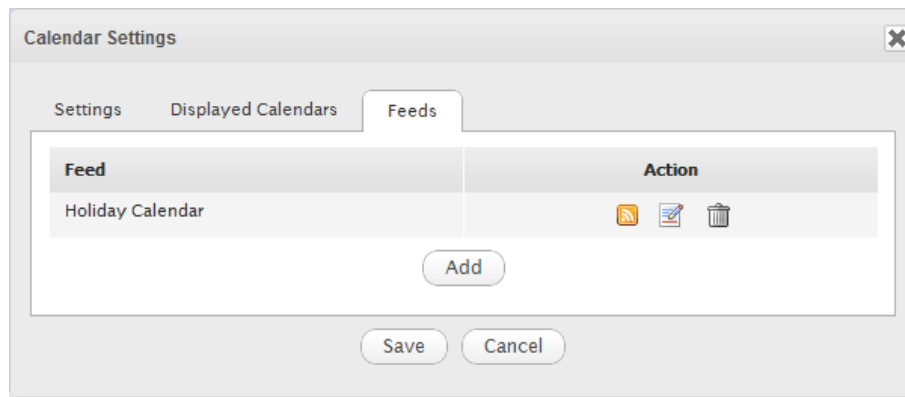 Calendar Settings
Settings Displayed Calendars Feeds
Feed Action
Holiday Calendar
Add
Save Cancel